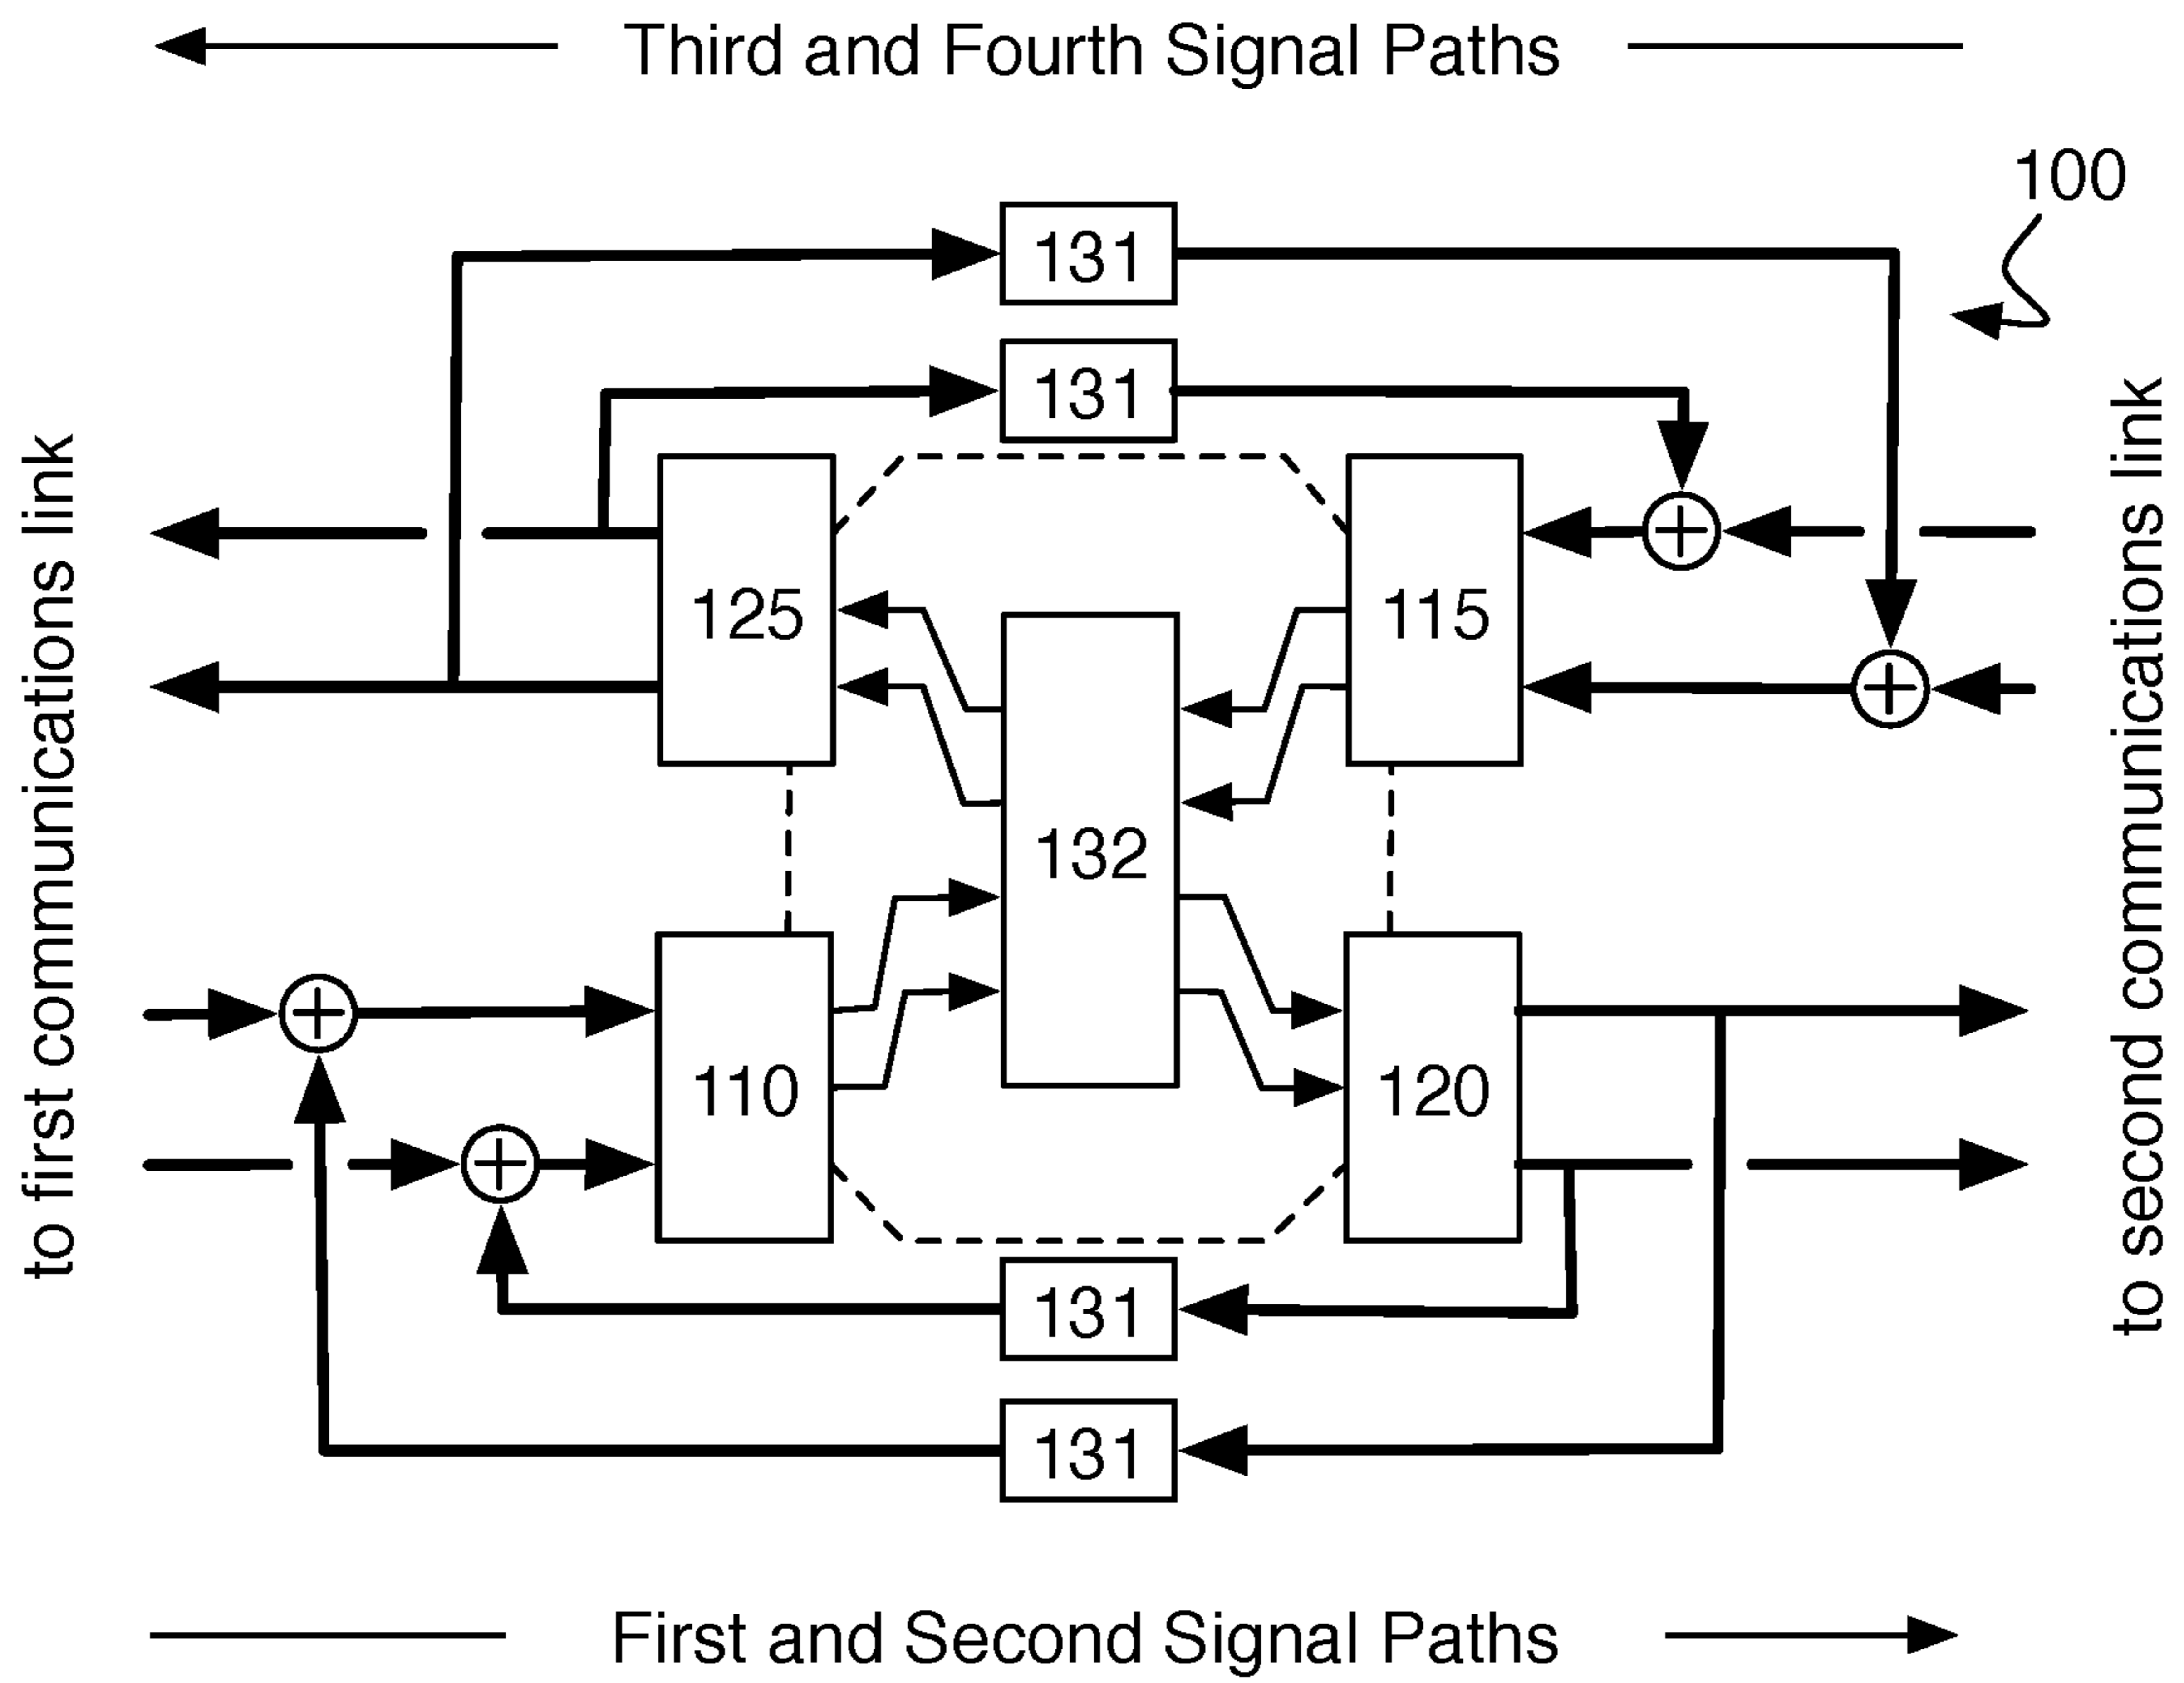 Third and Fourth Signal Paths
100
131
131
to first communications link
to second communications link
125
115
132
110
120
131
131
First and Second Signal Paths